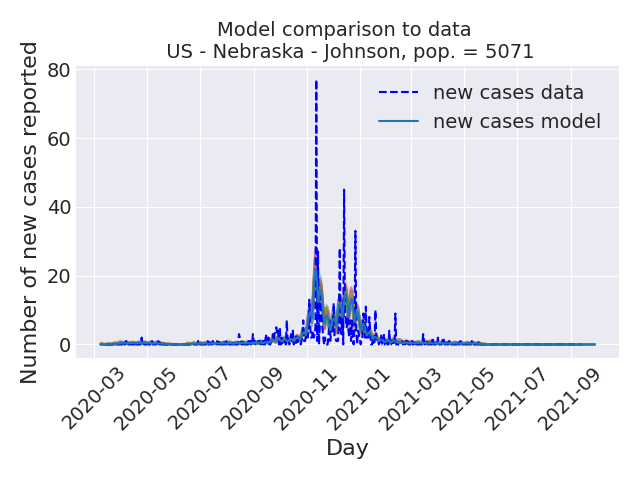 Model comparison to data
US - Nebraska - Johnson, pop. = 5071
Number of new cases reported
80
60
40
20
0
new cases data
new cases model
2020-03
2020-05
2020-07
2020-09
2020-11
2021-01
2021-03
2021-05
2021-07
2021-09
Day